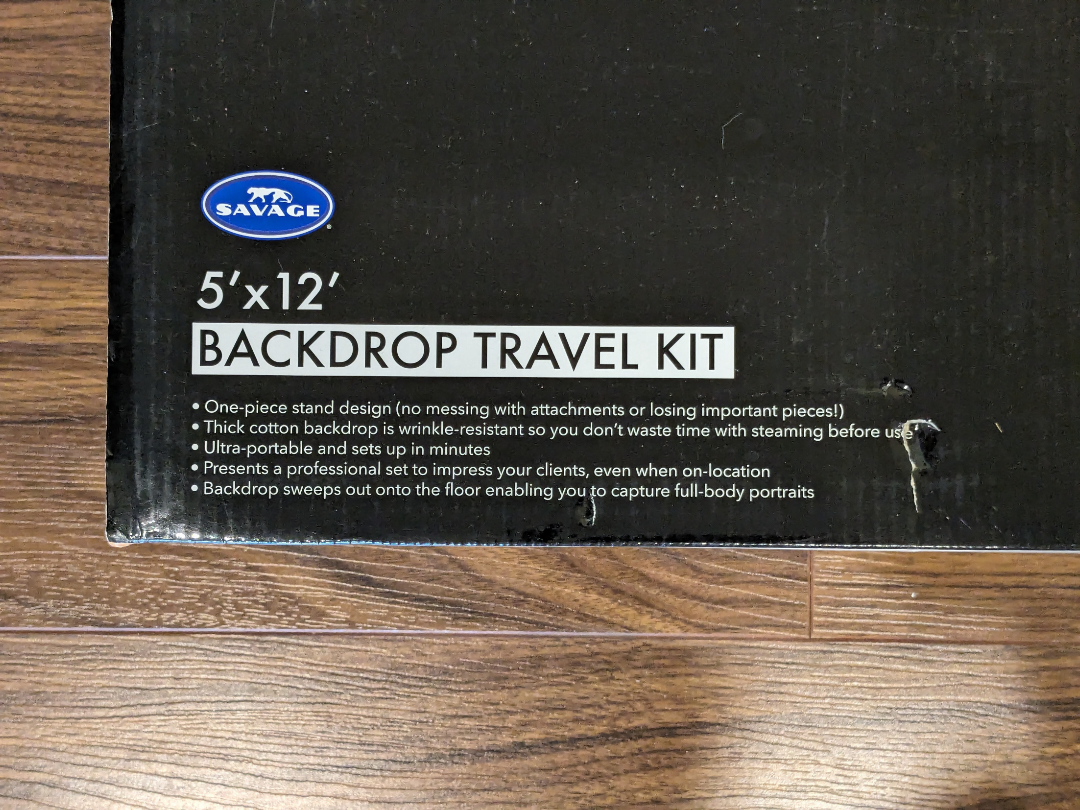 SAVAGE
5’x12’
BACKDROP TRAVEL KIT
• One-piece stand design (no messing with attachments or losing important pieces!)
• Thick cotton backdrop is wrinkle-resistant so you don’t waste time with steaming before use
• Ultra-portable and sets up in minutes
• Presents a professional set to impress your clients, even when on-location
• Backdrop sweeps out onto the floor enabling you to capture full-body portraits